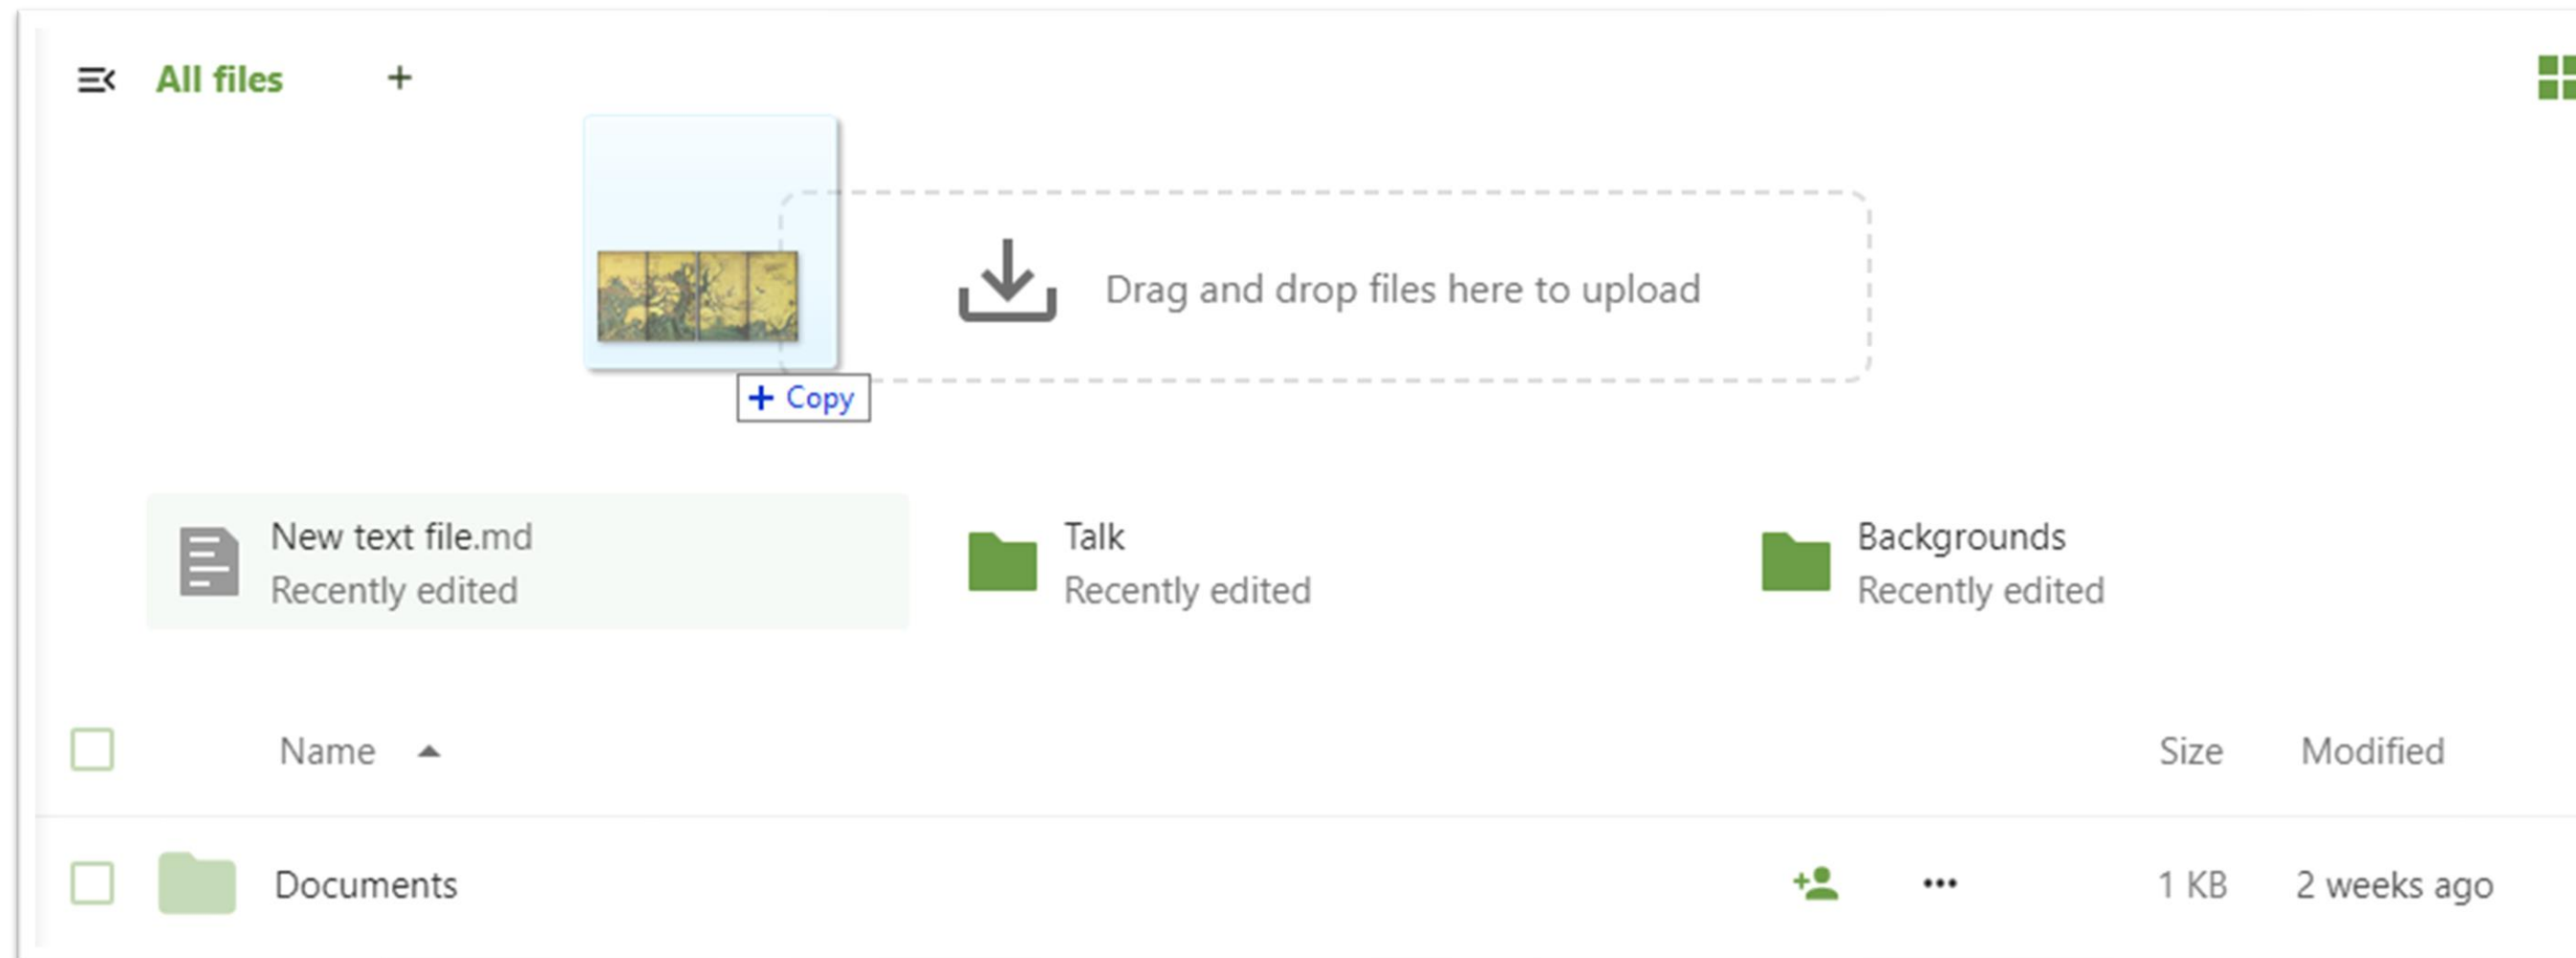 All files +
Drag and drop files here to upload
+ Copy
New text file.md
Recently edited
Talk
Recently edited
Backgrounds
Recently edited
Name Size Modified
Documents 1 KB 2 weeks ago